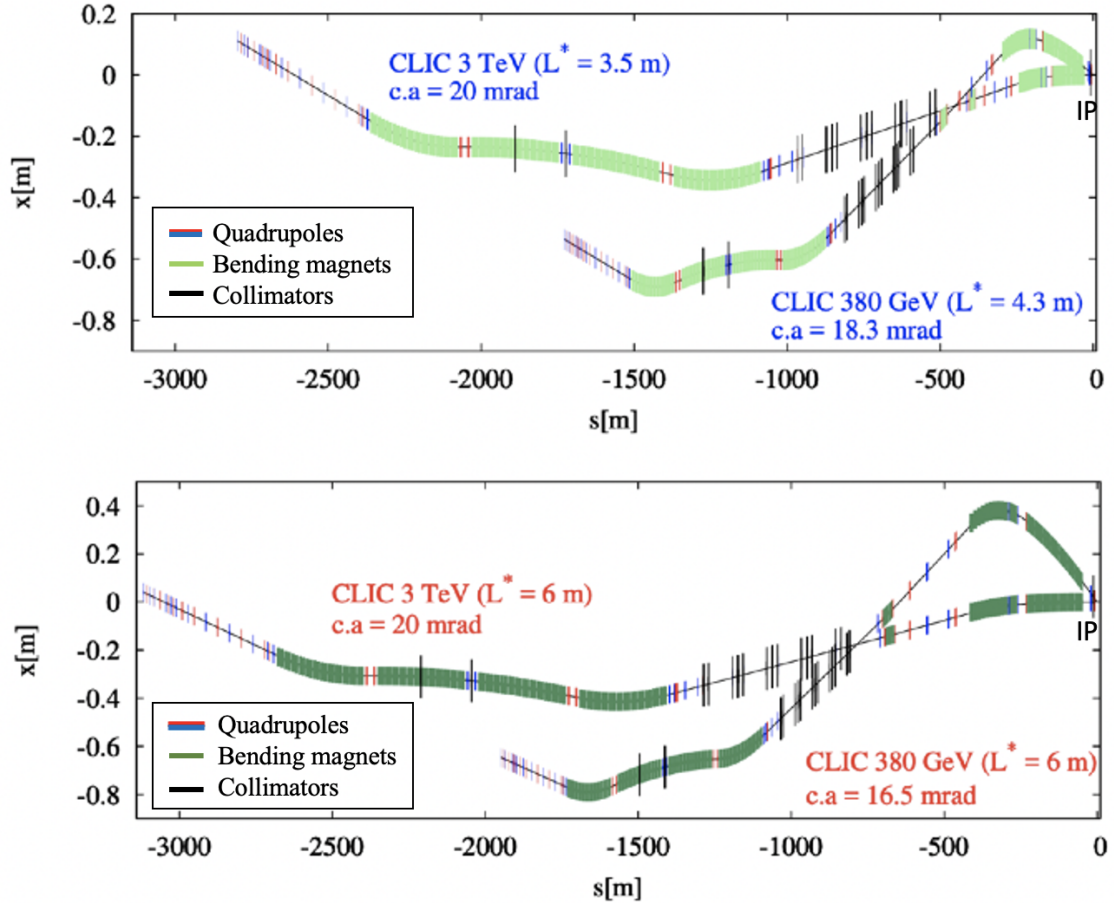 0.2
0
-0.2
-0.4
-0.6
-0.8
x[m]
CLIC 3 TeV (L* = 3.5 m)
c.a = 20 mrad
IP
Quadrupoles
Bending magnets
Collimators
CLIC 380 GeV (L* = 4.3 m)
c.a = 18.3 mrad
-3000 -2500 -2000 -1500 -1000 -500 0
s[m]
0.4
0.2
0
-0.2
-0.4
-0.6
-0.8
x[m]
CLIC 3 TeV (L* = 6 m)
c.a = 20 mrad
IP
Quadrupoles
Bending magnets
Collimators
CLIC 380 GeV (L* = 6 m)
c.a = 16.5 mrad
-3000 -2500 -2000 -1500 -1000 -500 0
s[m]